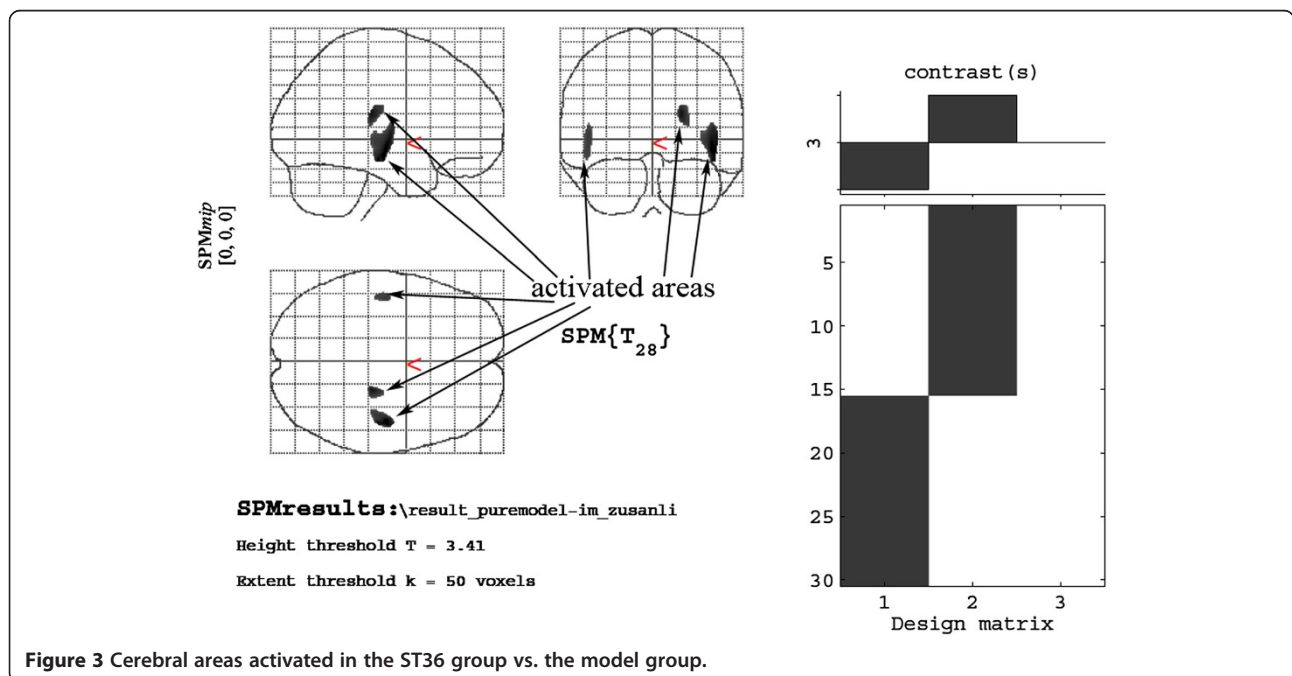 SPMmip
[0, 0, 0]
<
<
<
activated areas
SPM{T28}
SPMresults:\result_puremodel-im_zusanli
Height threshold T = 3.41
Extent threshold k = 50 voxels
contrast(s)
3
5
10
15
20
25
30
1 2 3
Design matrix
Figure 3 Cerebral areas activated in the ST36 group vs. the model group.